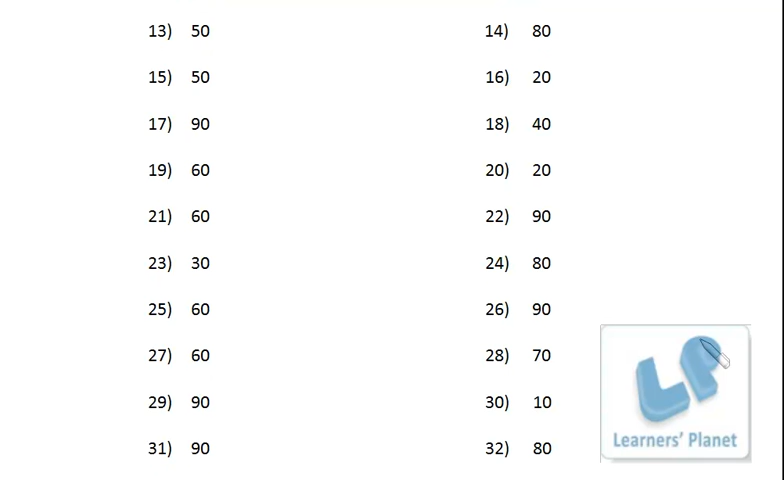 13) 50 14) 80
15) 50 16) 20
17) 90 18) 40
19) 60 20) 20
21) 60 22) 90
23) 30 24) 80
25) 60 26) 90
27) 60 28) 70
29) 90 30) 10
31) 90 32) 80
LP
Learners' Planet